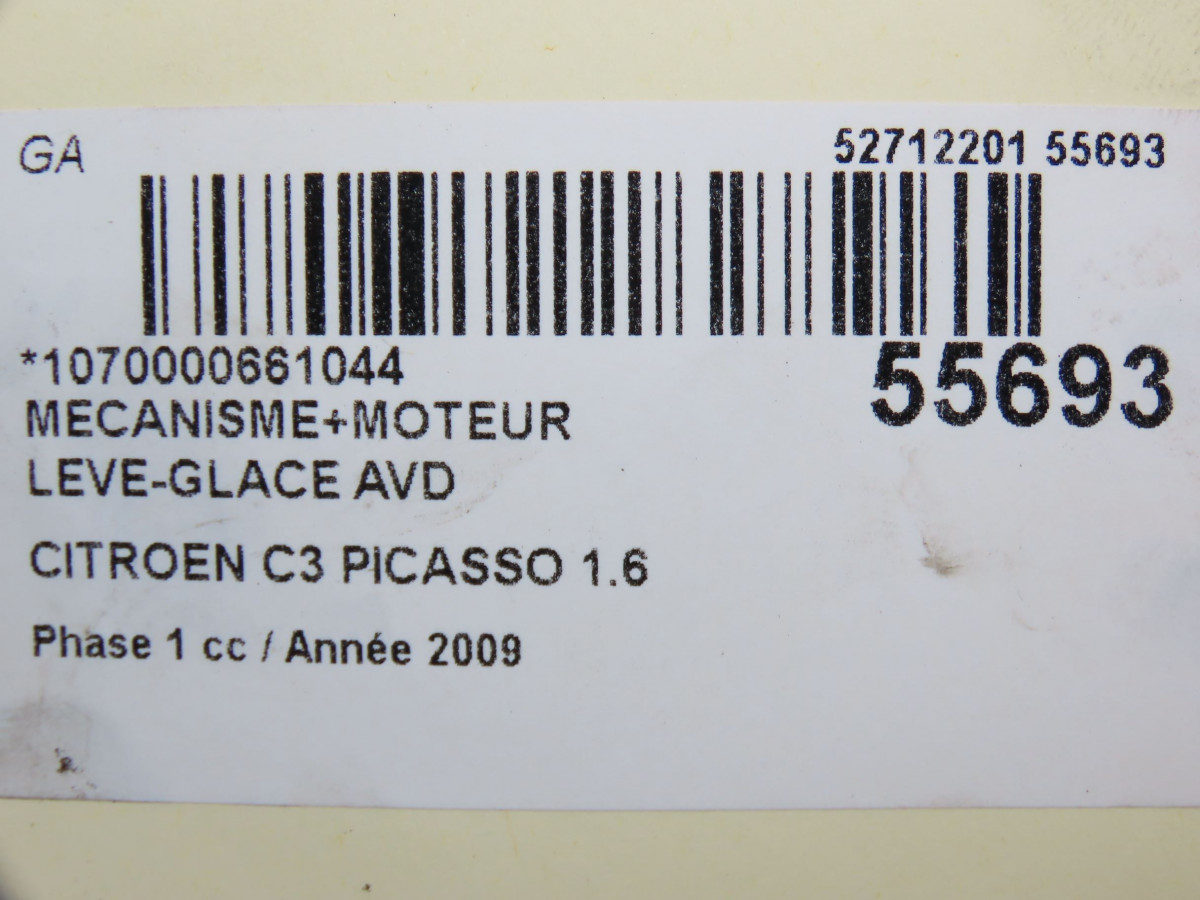 GA
52712201 55693
*1070000661044
55693
MECANISME+MOTEUR
LEVE-GLACE AVD
CITROEN C3 PICASSO 1.6
Phase 1 cc / Année 2009